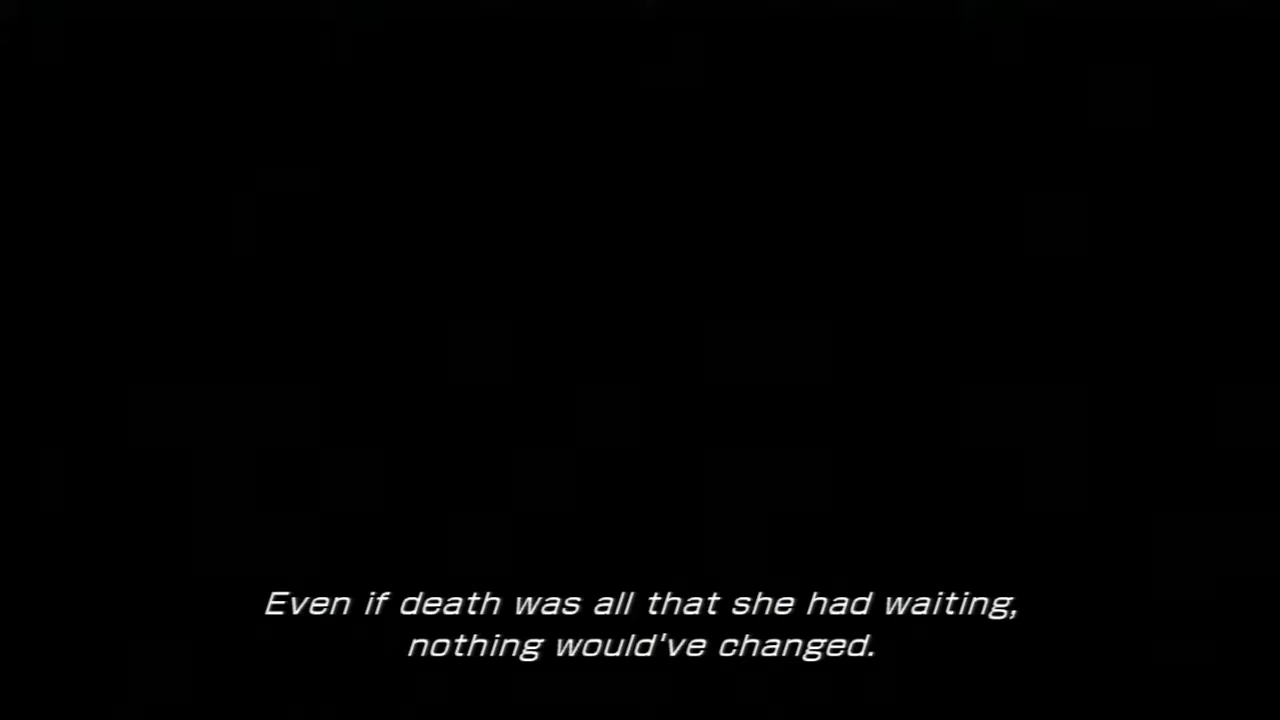 Even if death was all that she had waiting,
nothing would've changed.